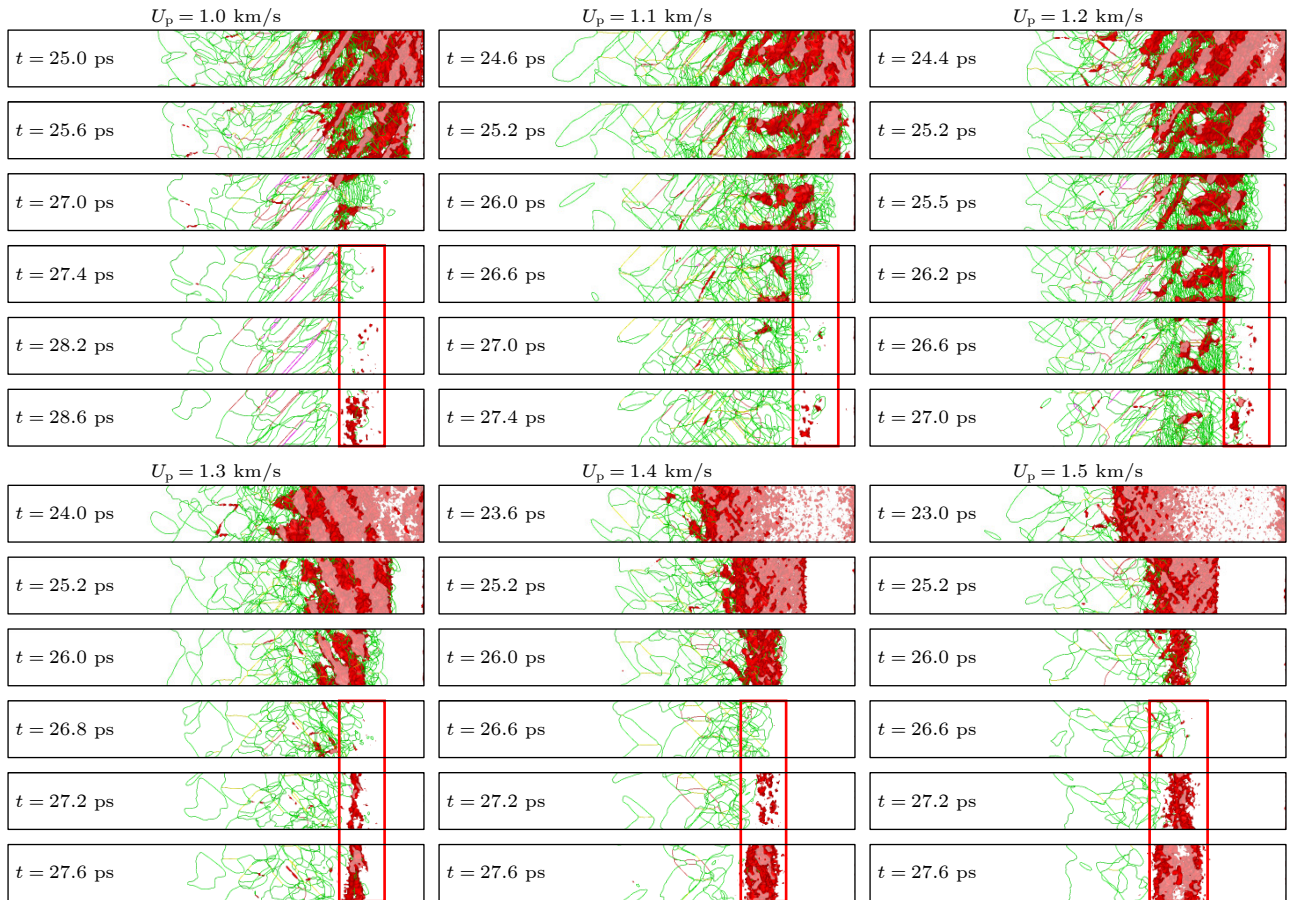 U_p = 1.0 km/s
t = 25.0 ps
t = 25.6 ps
t = 27.0 ps
t = 27.4 ps
t = 28.2 ps
t = 28.6 ps
U_p = 1.1 km/s
t = 24.6 ps
t = 25.2 ps
t = 26.0 ps
t = 26.6 ps
t = 27.0 ps
t = 27.4 ps
U_p = 1.2 km/s
t = 24.4 ps
t = 25.2 ps
t = 25.5 ps
t = 26.2 ps
t = 26.6 ps
t = 27.0 ps
U_p = 1.3 km/s
t = 24.0 ps
t = 25.2 ps
t = 26.0 ps
t = 26.8 ps
t = 27.2 ps
t = 27.6 ps
U_p = 1.4 km/s
t = 23.6 ps
t = 25.2 ps
t = 26.0 ps
t = 26.6 ps
t = 27.2 ps
t = 27.6 ps
U_p = 1.5 km/s
t = 23.0 ps
t = 25.2 ps
t = 26.0 ps
t = 26.6 ps
t = 27.2 ps
t = 27.6 ps